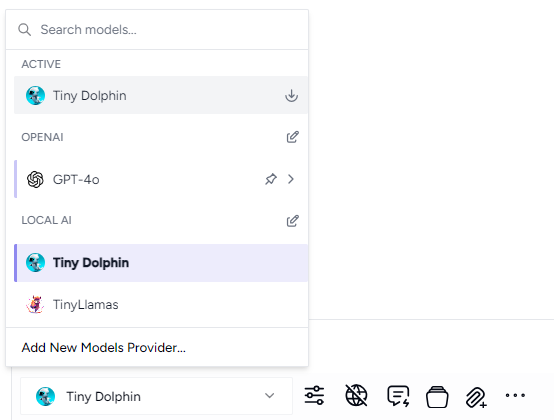 Search models...
ACTIVE
Tiny Dolphin
OPENAI
GPT-4o
LOCAL AI
Tiny Dolphin
TinyLlamas
Add New Models Provider...
Tiny Dolphin